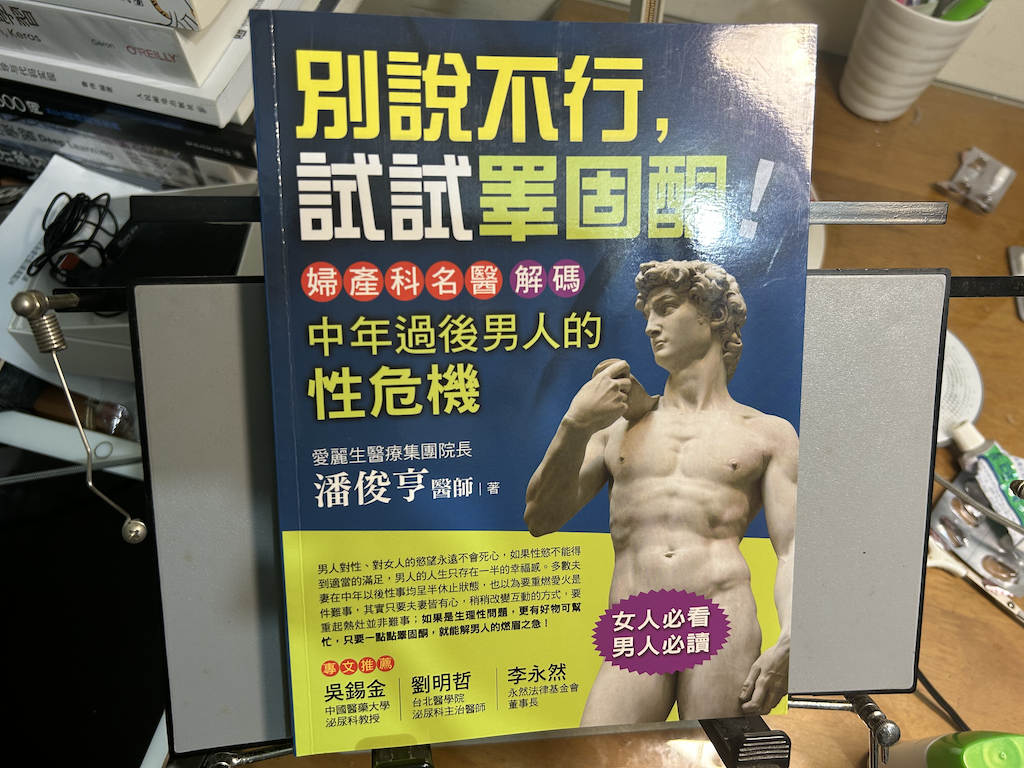 別說不行，
試試睪固酮！
婦產科名醫 解碼
中年過後男人的
性危機
愛麗生醫療集團院長
潘俊亨 醫師｜著
男人對性、對女人的慾望永遠不會死心，如果性慾不能得
到適當的滿足，男人的人生只存在一半的幸福感。多數夫
妻在中年以後性事均呈半休止狀態，也以為要重燃愛火是
件難事，其實只要夫妻皆有心，稍稍改變互動的方式，要
重起熱灶並非難事；如果是生理性問題，更有好物可幫
忙，只要一點點睪固酮，就能解男人的燃眉之急！
女人必看
男人必讀
專文推薦
吳錫金
中國醫藥大學
泌尿科教授
劉明哲
台北醫學院
泌尿科主治醫師
李永然
永然法律基金會
董事長
Keras
Géron
O'REILLY
Deep Learning